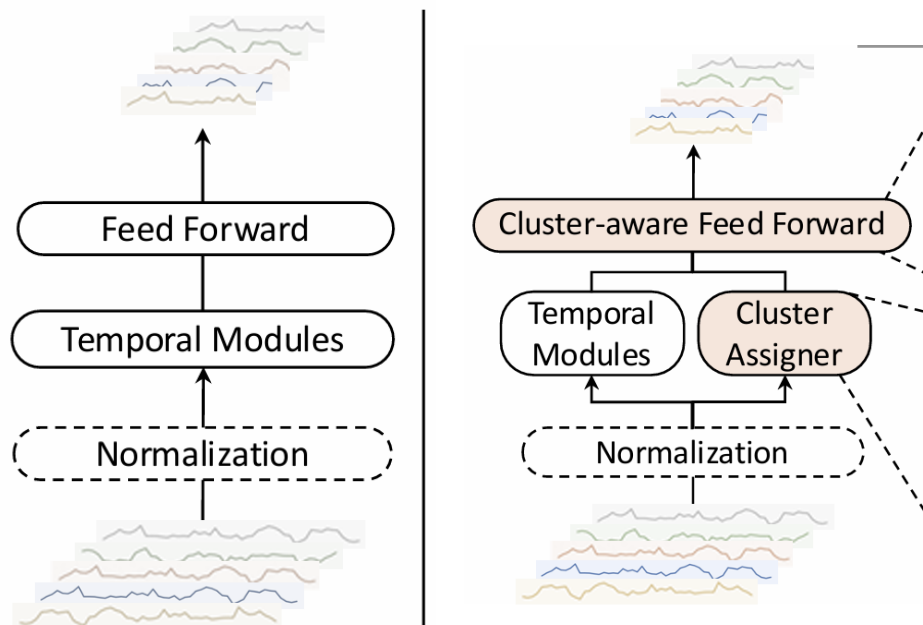 Feed Forward
Temporal Modules
Normalization
Cluster-aware Feed Forward
Temporal
Modules
Cluster
Assigner
Normalization